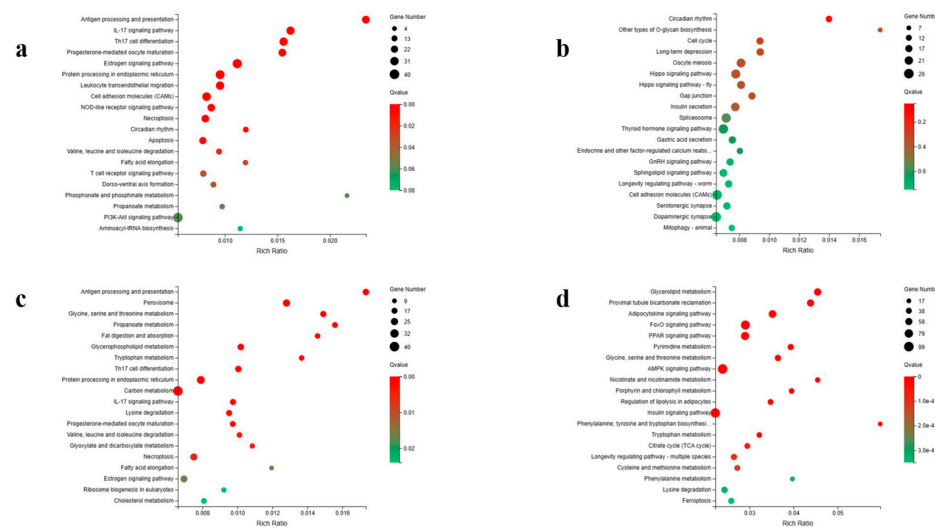 a
Antigen processing and presentation
IL-17 signaling pathway
Th17 cell differentiation
Progesterone-mediated oocyte maturation
Estrogen signaling pathway
Protein processing in endoplasmic reticulum
Leukocyte transendothelial migration
Cell adhesion molecules (CAMs)
NOD-like receptor signaling pathway
Necroptosis
Circadian rhythm
Apoptosis
Valine, leucine and isoleucine degradation
Fatty acid elongation
T cell receptor signaling pathway
Dorso-ventral axis formation
Phosphonate and phosphinate metabolism
Propanoate metabolism
PI3K-Akt signaling pathway
Aminoacyl-tRNA biosynthesis
0.010 0.015 0.020
Rich Ratio
Gene Number
4
13
22
31
40
Qvalue
0.00
0.02
0.04
0.06
0.08
b
Circadian rhythm
Other types of O-glycan biosynthesis
Cell cycle
Long-term depression
Oocyte meiosis
Hippo signaling pathway
Hippo signaling pathway - fly
Gap junction
Insulin secretion
Spliceosome
Thyroid hormone signaling pathway
Gastric acid secretion
Endocrine and other factor-regulated calcium reabs...
GnRH signaling pathway
Sphingolipid signaling pathway
Longevity regulating pathway - worm
Cell adhesion molecules (CAMs)
Serotonergic synapse
Dopaminergic synapse
Mitophagy - animal
0.008 0.010 0.012 0.014 0.016
Rich Ratio
Gene Numb
7
12
17
21
26
Qvalue
0.2
0.4
0.6
c
Antigen processing and presentation
Peroxisome
Glycine, serine and threonine metabolism
Propanoate metabolism
Fat digestion and absorption
Glycerophospholipid metabolism
Tryptophan metabolism
Th17 cell differentiation
Protein processing in endoplasmic reticulum
Carbon metabolism
IL-17 signaling pathway
Lysine degradation
Progesterone-mediated oocyte maturation
Valine, leucine and isoleucine degradation
Glyoxylate and dicarboxylate metabolism
Necroptosis
Fatty acid elongation
Estrogen signaling pathway
Ribosome biogenesis in eukaryotes
Cholesterol metabolism
0.008 0.010 0.012 0.014 0.016
Rich Ratio
Gene Number
9
17
25
32
40
Qvalue
0.00
0.01
0.02
d
Glycerolipid metabolism
Proximal tubule bicarbonate reclamation
Adipocytokine signaling pathway
FoxO signaling pathway
PPAR signaling pathway
Pyrimidine metabolism
Glycine, serine and threonine metabolism
AMPK signaling pathway
Nicotinate and nicotinamide metabolism
Porphyrin and chlorophyll metabolism
Regulation of lipolysis in adipocytes
Insulin signaling pathway
Phenylalanine, tyrosine and tryptophan biosynthesi...
Tryptophan metabolism
Citrate cycle (TCA cycle)
Longevity regulating pathway - multiple species
Cysteine and methionine metabolism
Phenylalanine metabolism
Lysine degradation
Ferroptosis
0.03 0.04 0.05
Rich Ratio
Gene Numb
17
38
58
79
99
Qvalue
0
1.0e-4
2.0e-4
3.0e-4